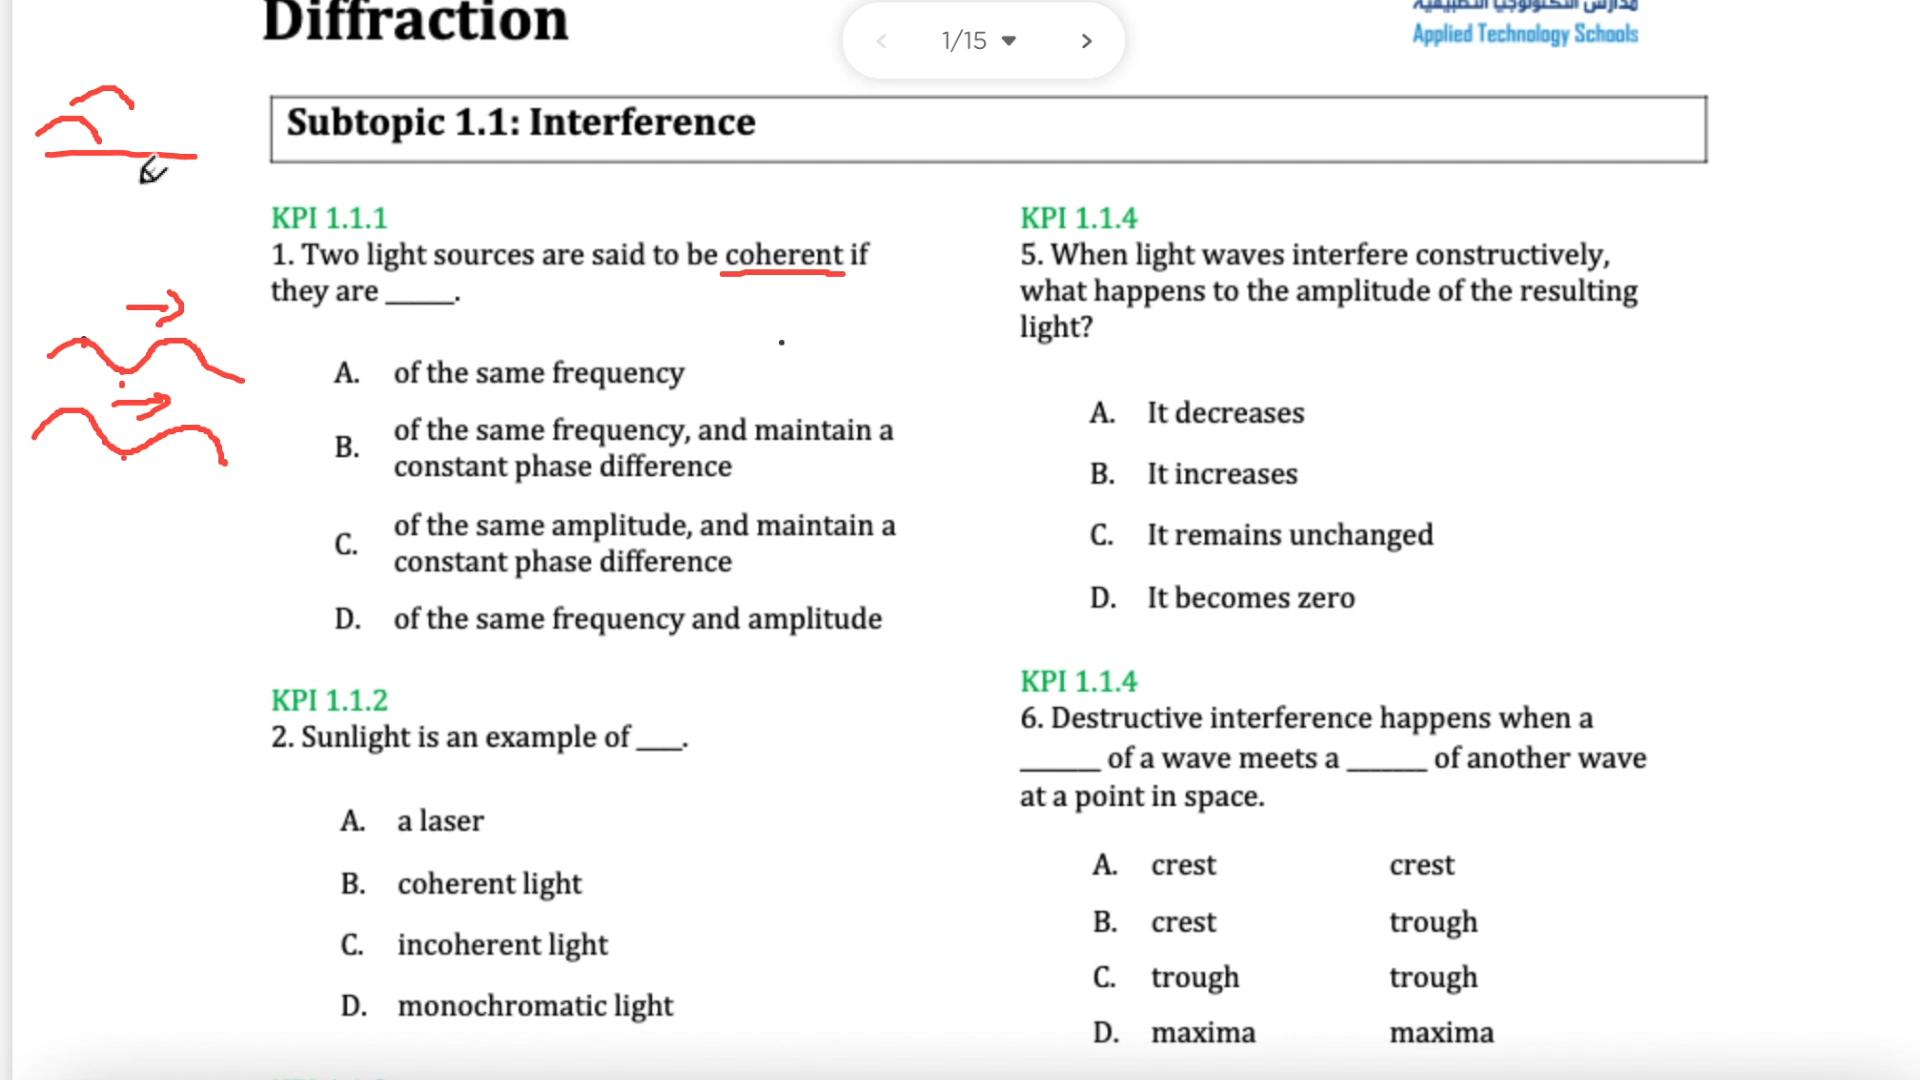 Diffraction
1/15
مدارس التكنولوجيا التطبيقية
Applied Technology Schools
Subtopic 1.1: Interference
KPI 1.1.1
1. Two light sources are said to be coherent if
they are _____.
A. of the same frequency
B. of the same frequency, and maintain a
constant phase difference
C. of the same amplitude, and maintain a
constant phase difference
D. of the same frequency and amplitude
KPI 1.1.2
2. Sunlight is an example of ___.
A. a laser
B. coherent light
C. incoherent light
D. monochromatic light
KPI 1.1.4
5. When light waves interfere constructively,
what happens to the amplitude of the resulting
light?
A. It decreases
B. It increases
C. It remains unchanged
D. It becomes zero
KPI 1.1.4
6. Destructive interference happens when a
______ of a wave meets a ______ of another wave
at a point in space.
A. crest crest
B. crest trough
C. trough trough
D. maxima maxima